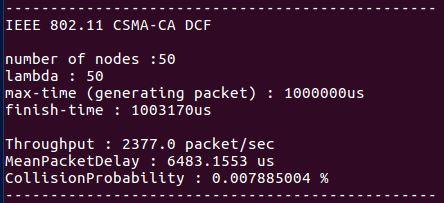 IEEE 802.11 CSMA-CA DCF
number of nodes :50
lambda : 50
max-time (generating packet) : 1000000us
finish-time : 1003170us
Throughput : 2377.0 packet/sec
MeanPacketDelay : 6483.1553 us
CollisionProbability : 0.007885004 %